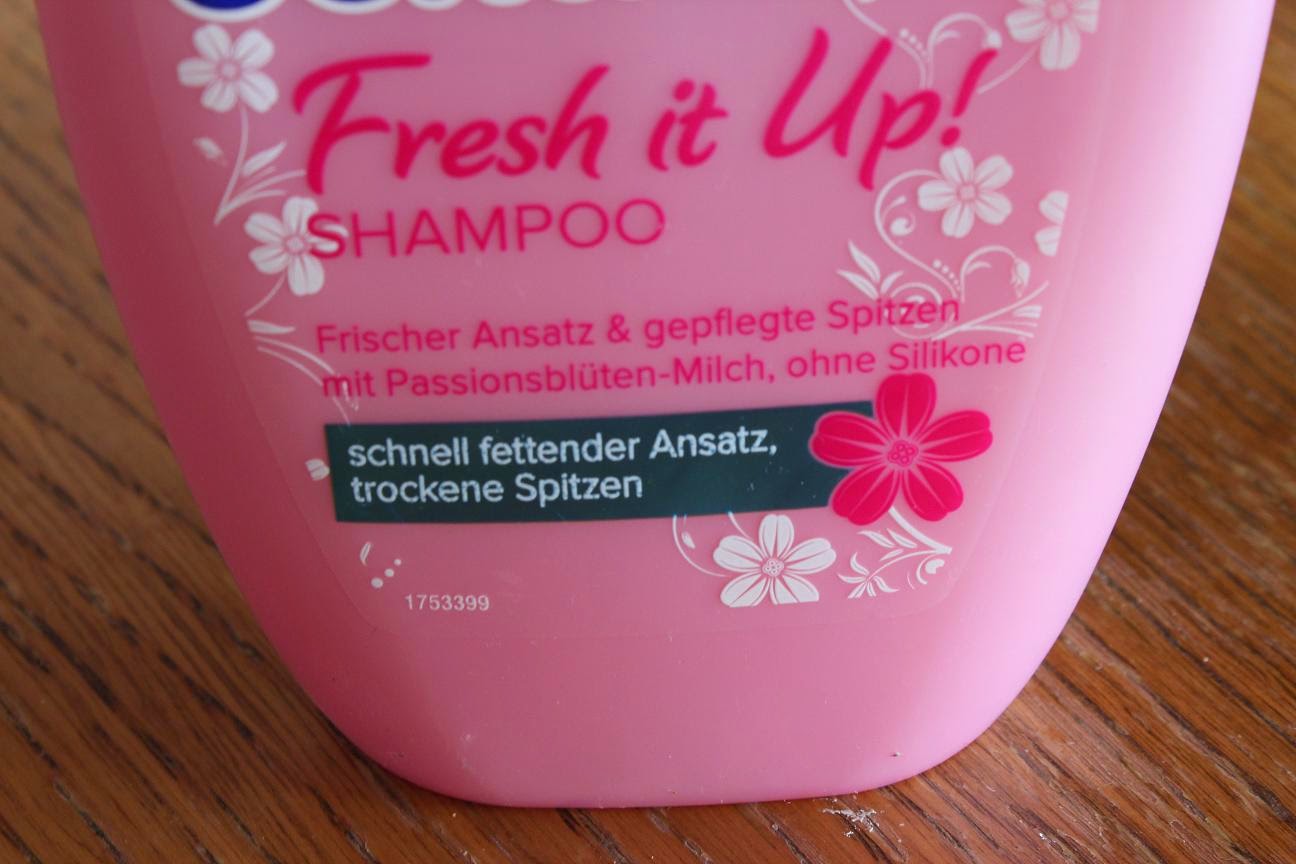 Fresh it Up!
SHAMPOO
Frischer Ansatz & gepflegte Spitzen
mit Passionsblüten-Milch, ohne Silikone
schnell fettender Ansatz,
trockene Spitzen
1753399